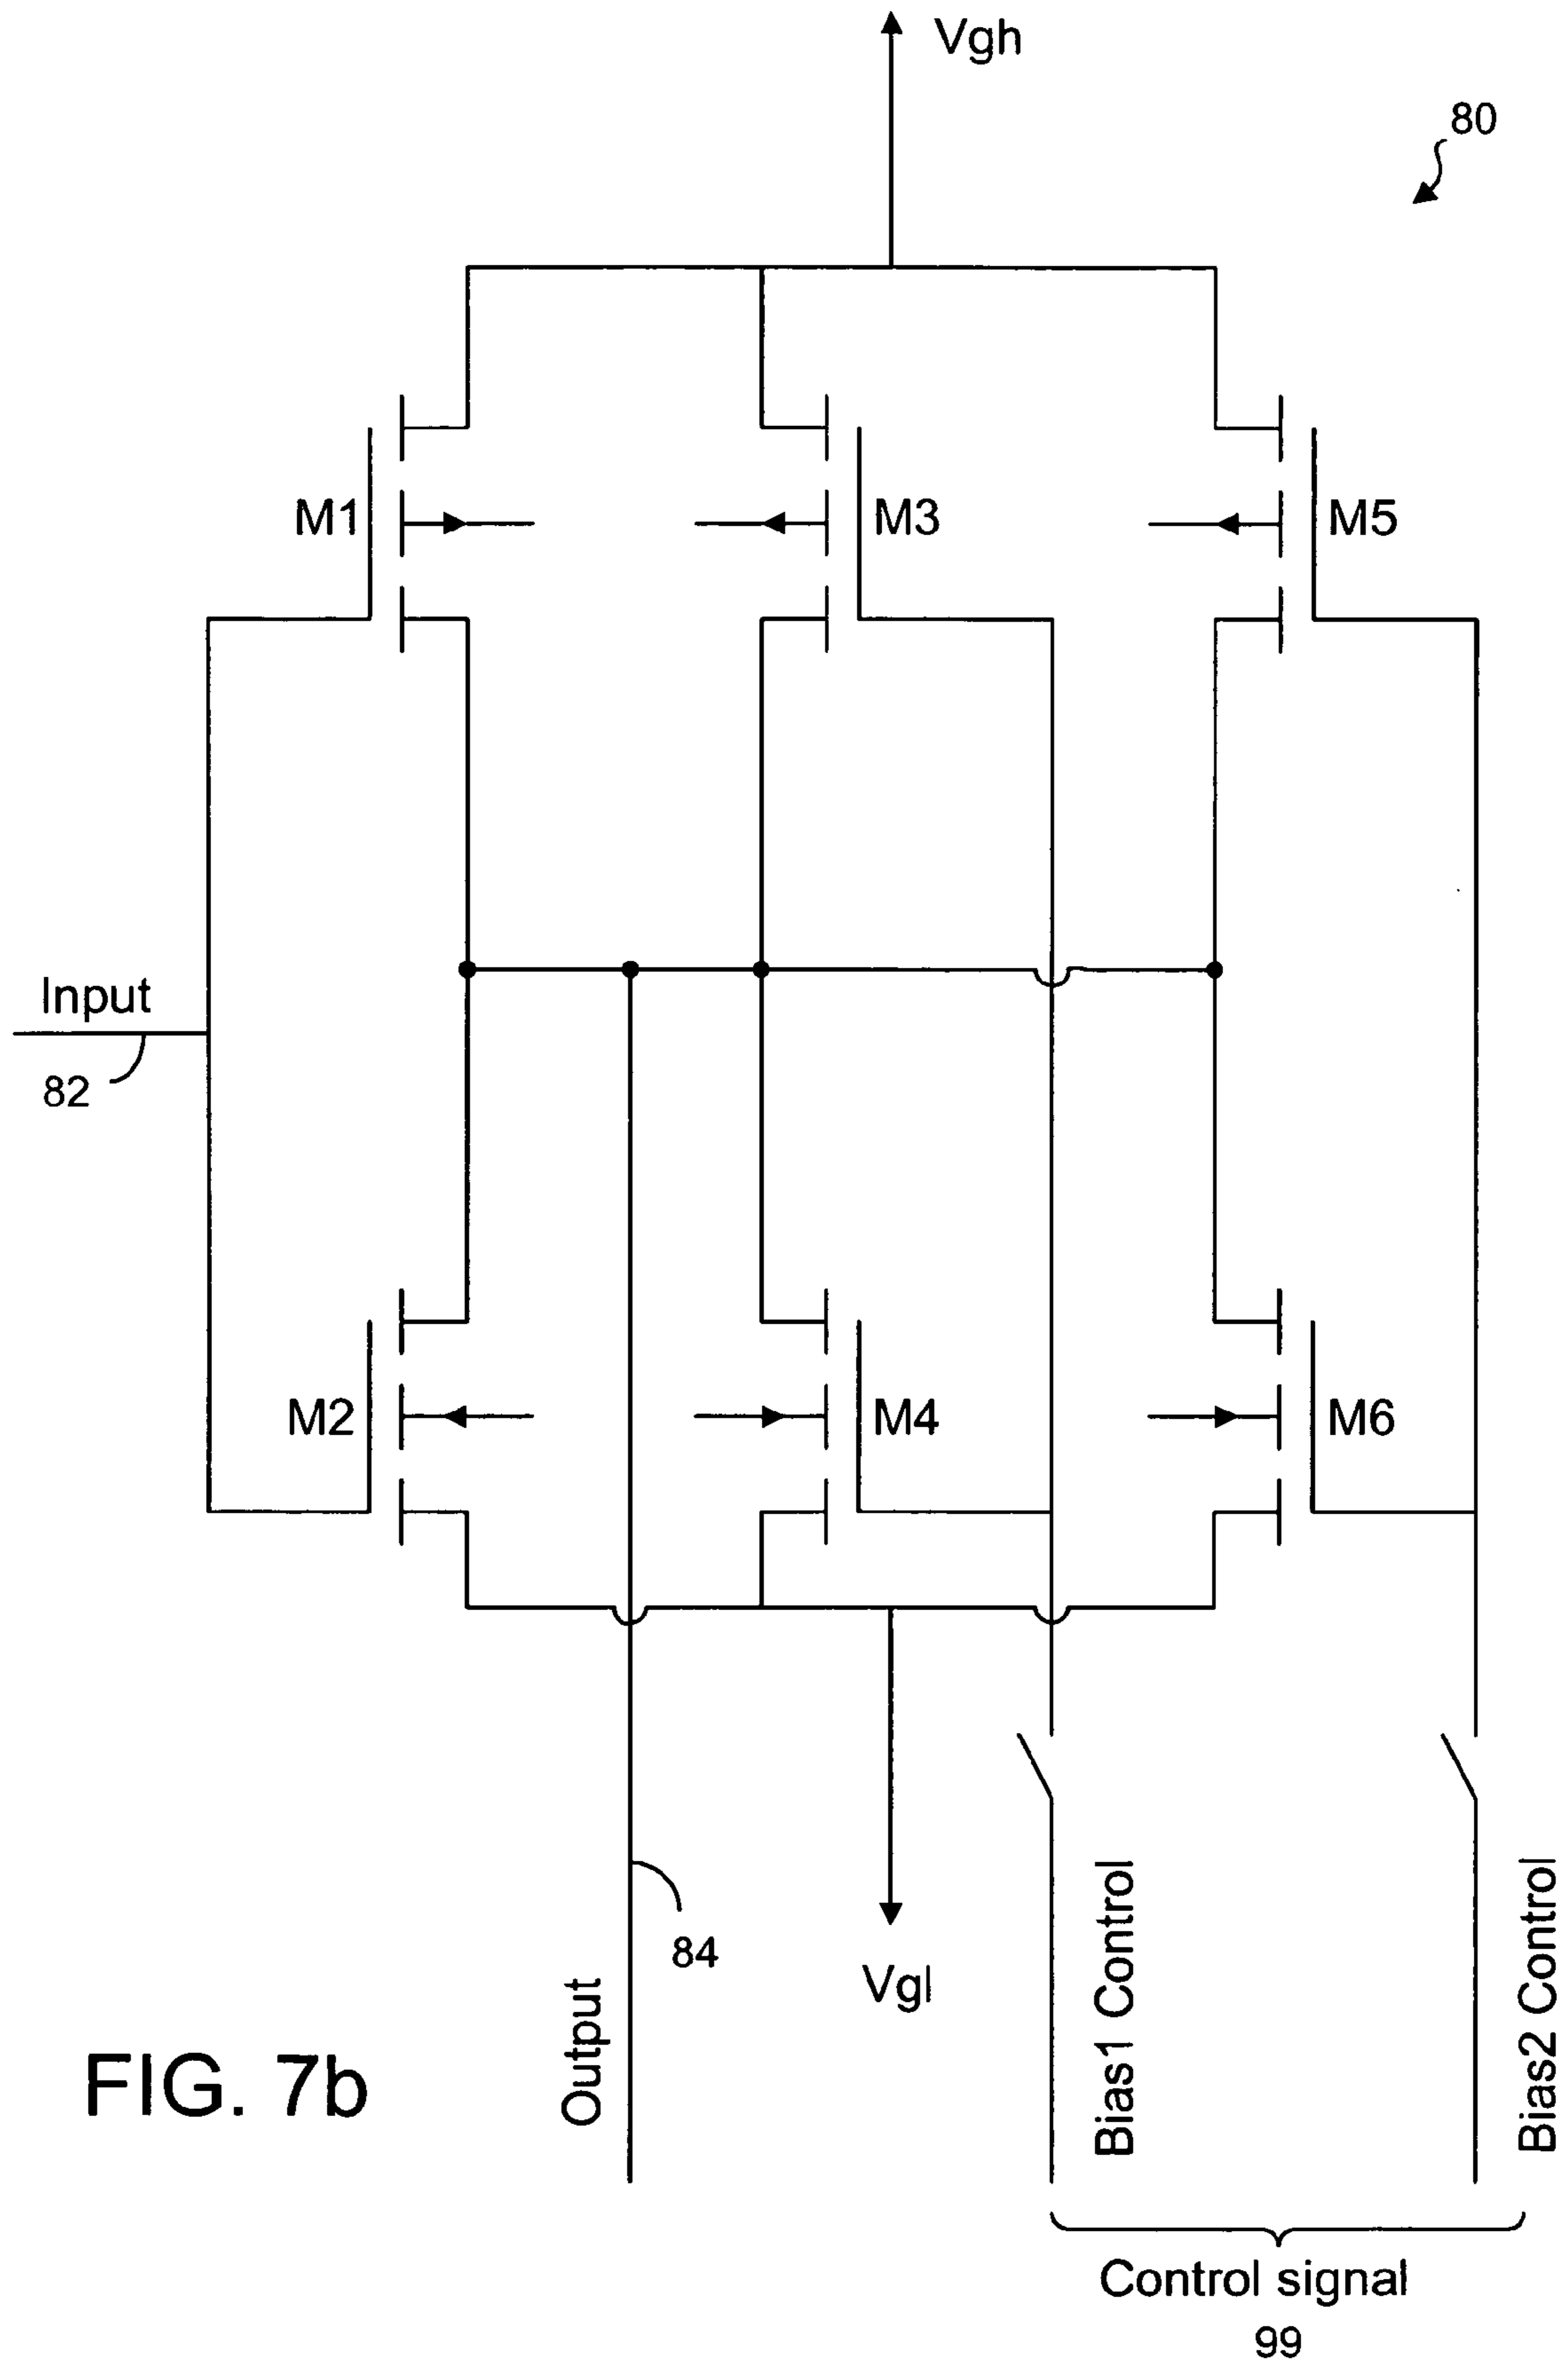 Vgh
80
M1
M3
M5
Input
82
M2
M4
M6
84
Vgl
Output
Bias1 Control
Bias2 Control
FIG. 7b
Control signal
99